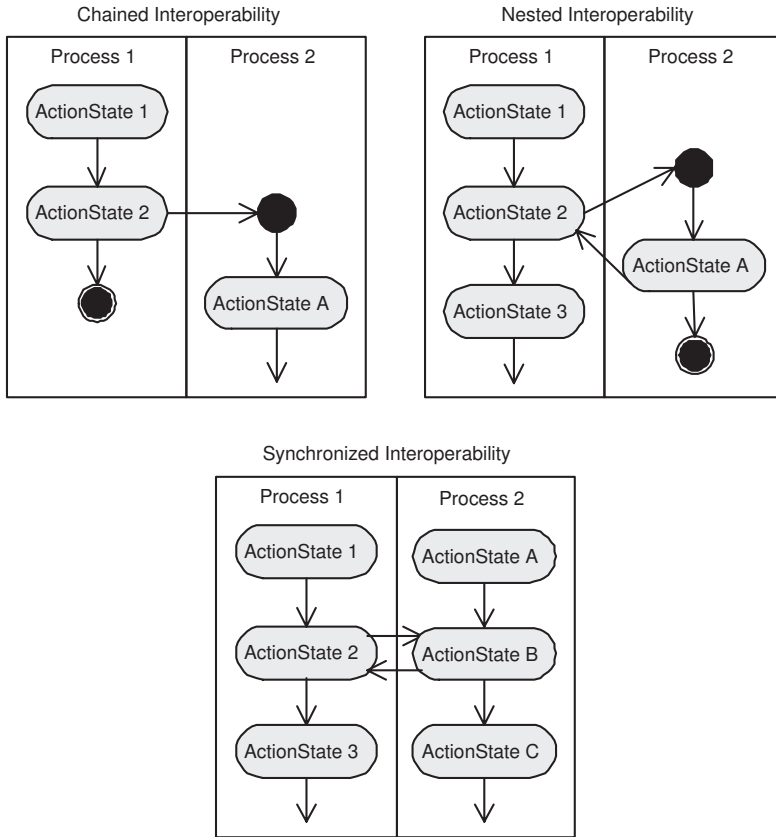 Chained Interoperability
Process 1
Process 2
ActionState 1
ActionState 2
ActionState A
Nested Interoperability
Process 1
Process 2
ActionState 1
ActionState 2
ActionState A
ActionState 3
Synchronized Interoperability
Process 1
Process 2
ActionState 1
ActionState A
ActionState 2
ActionState B
ActionState 3
ActionState C